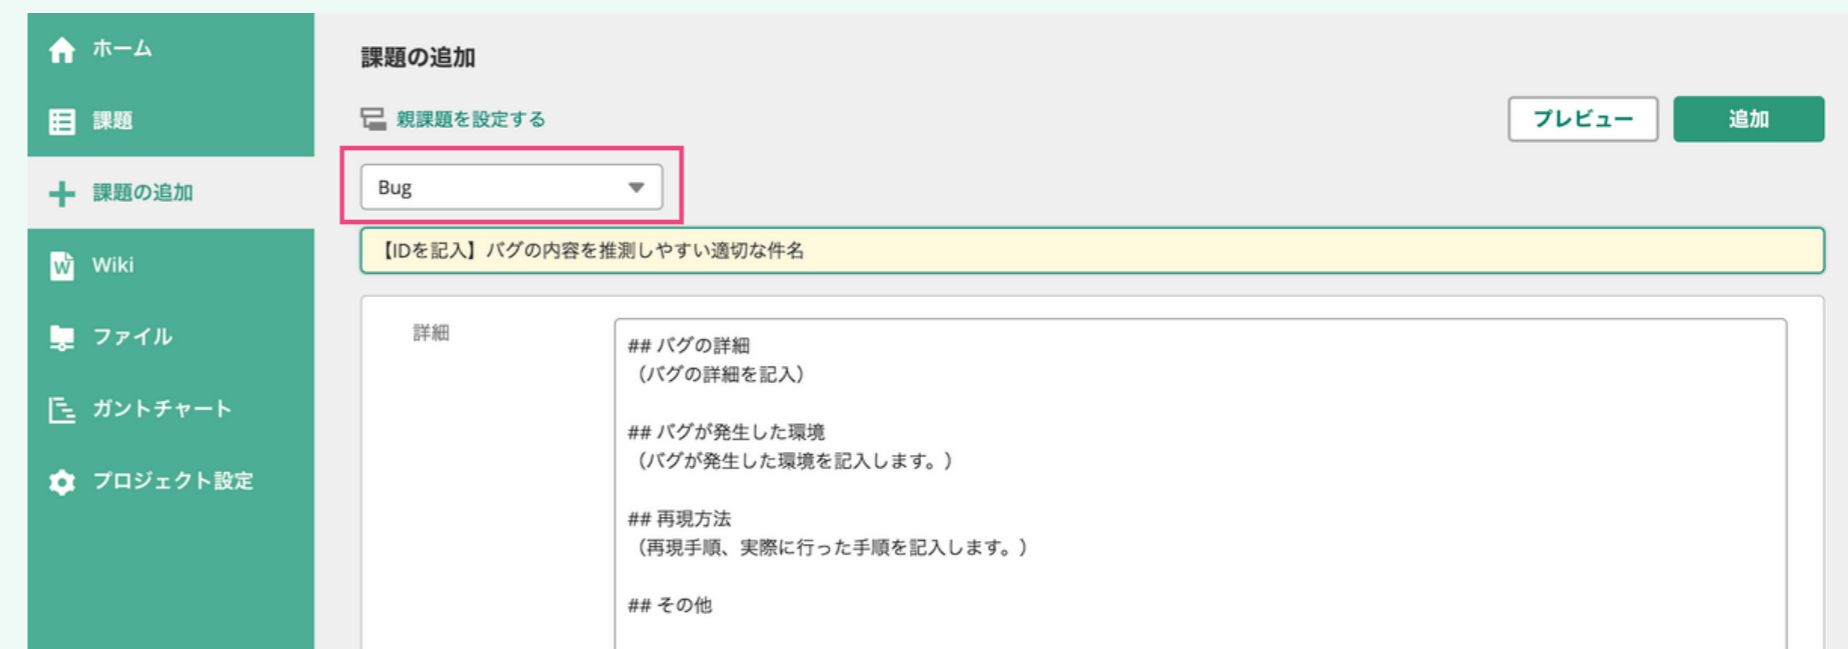 ホーム
課題
課題の追加
Wiki
ファイル
ガントチャート
プロジェクト設定
課題の追加
親課題を設定する
プレビュー
追加
Bug
【IDを記入】バグの内容を推測しやすい適切な件名
詳細
## バグの詳細
（バグの詳細を記入）
## バグが発生した環境
（バグが発生した環境を記入します。）
## 再現方法
（再現手順、実際に行った手順を記入します。）
## その他